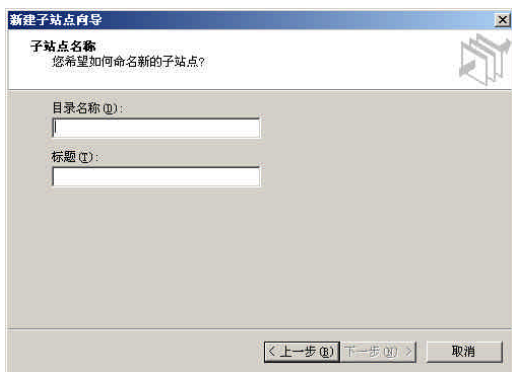 新建子站点向导
子站点名称
您希望如何命名新的子站点?
目录名称(D):
标题(T):
< 上一步(B) 下一步(N) > 取消